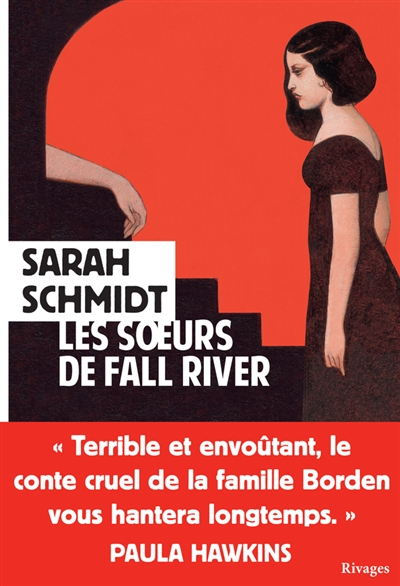 SARAH
SCHMIDT
LES SŒURS
DE FALL RIVER
« Terrible et envoûtant, le
conte cruel de la famille Borden
vous hantera longtemps. »
PAULA HAWKINS
Rivages